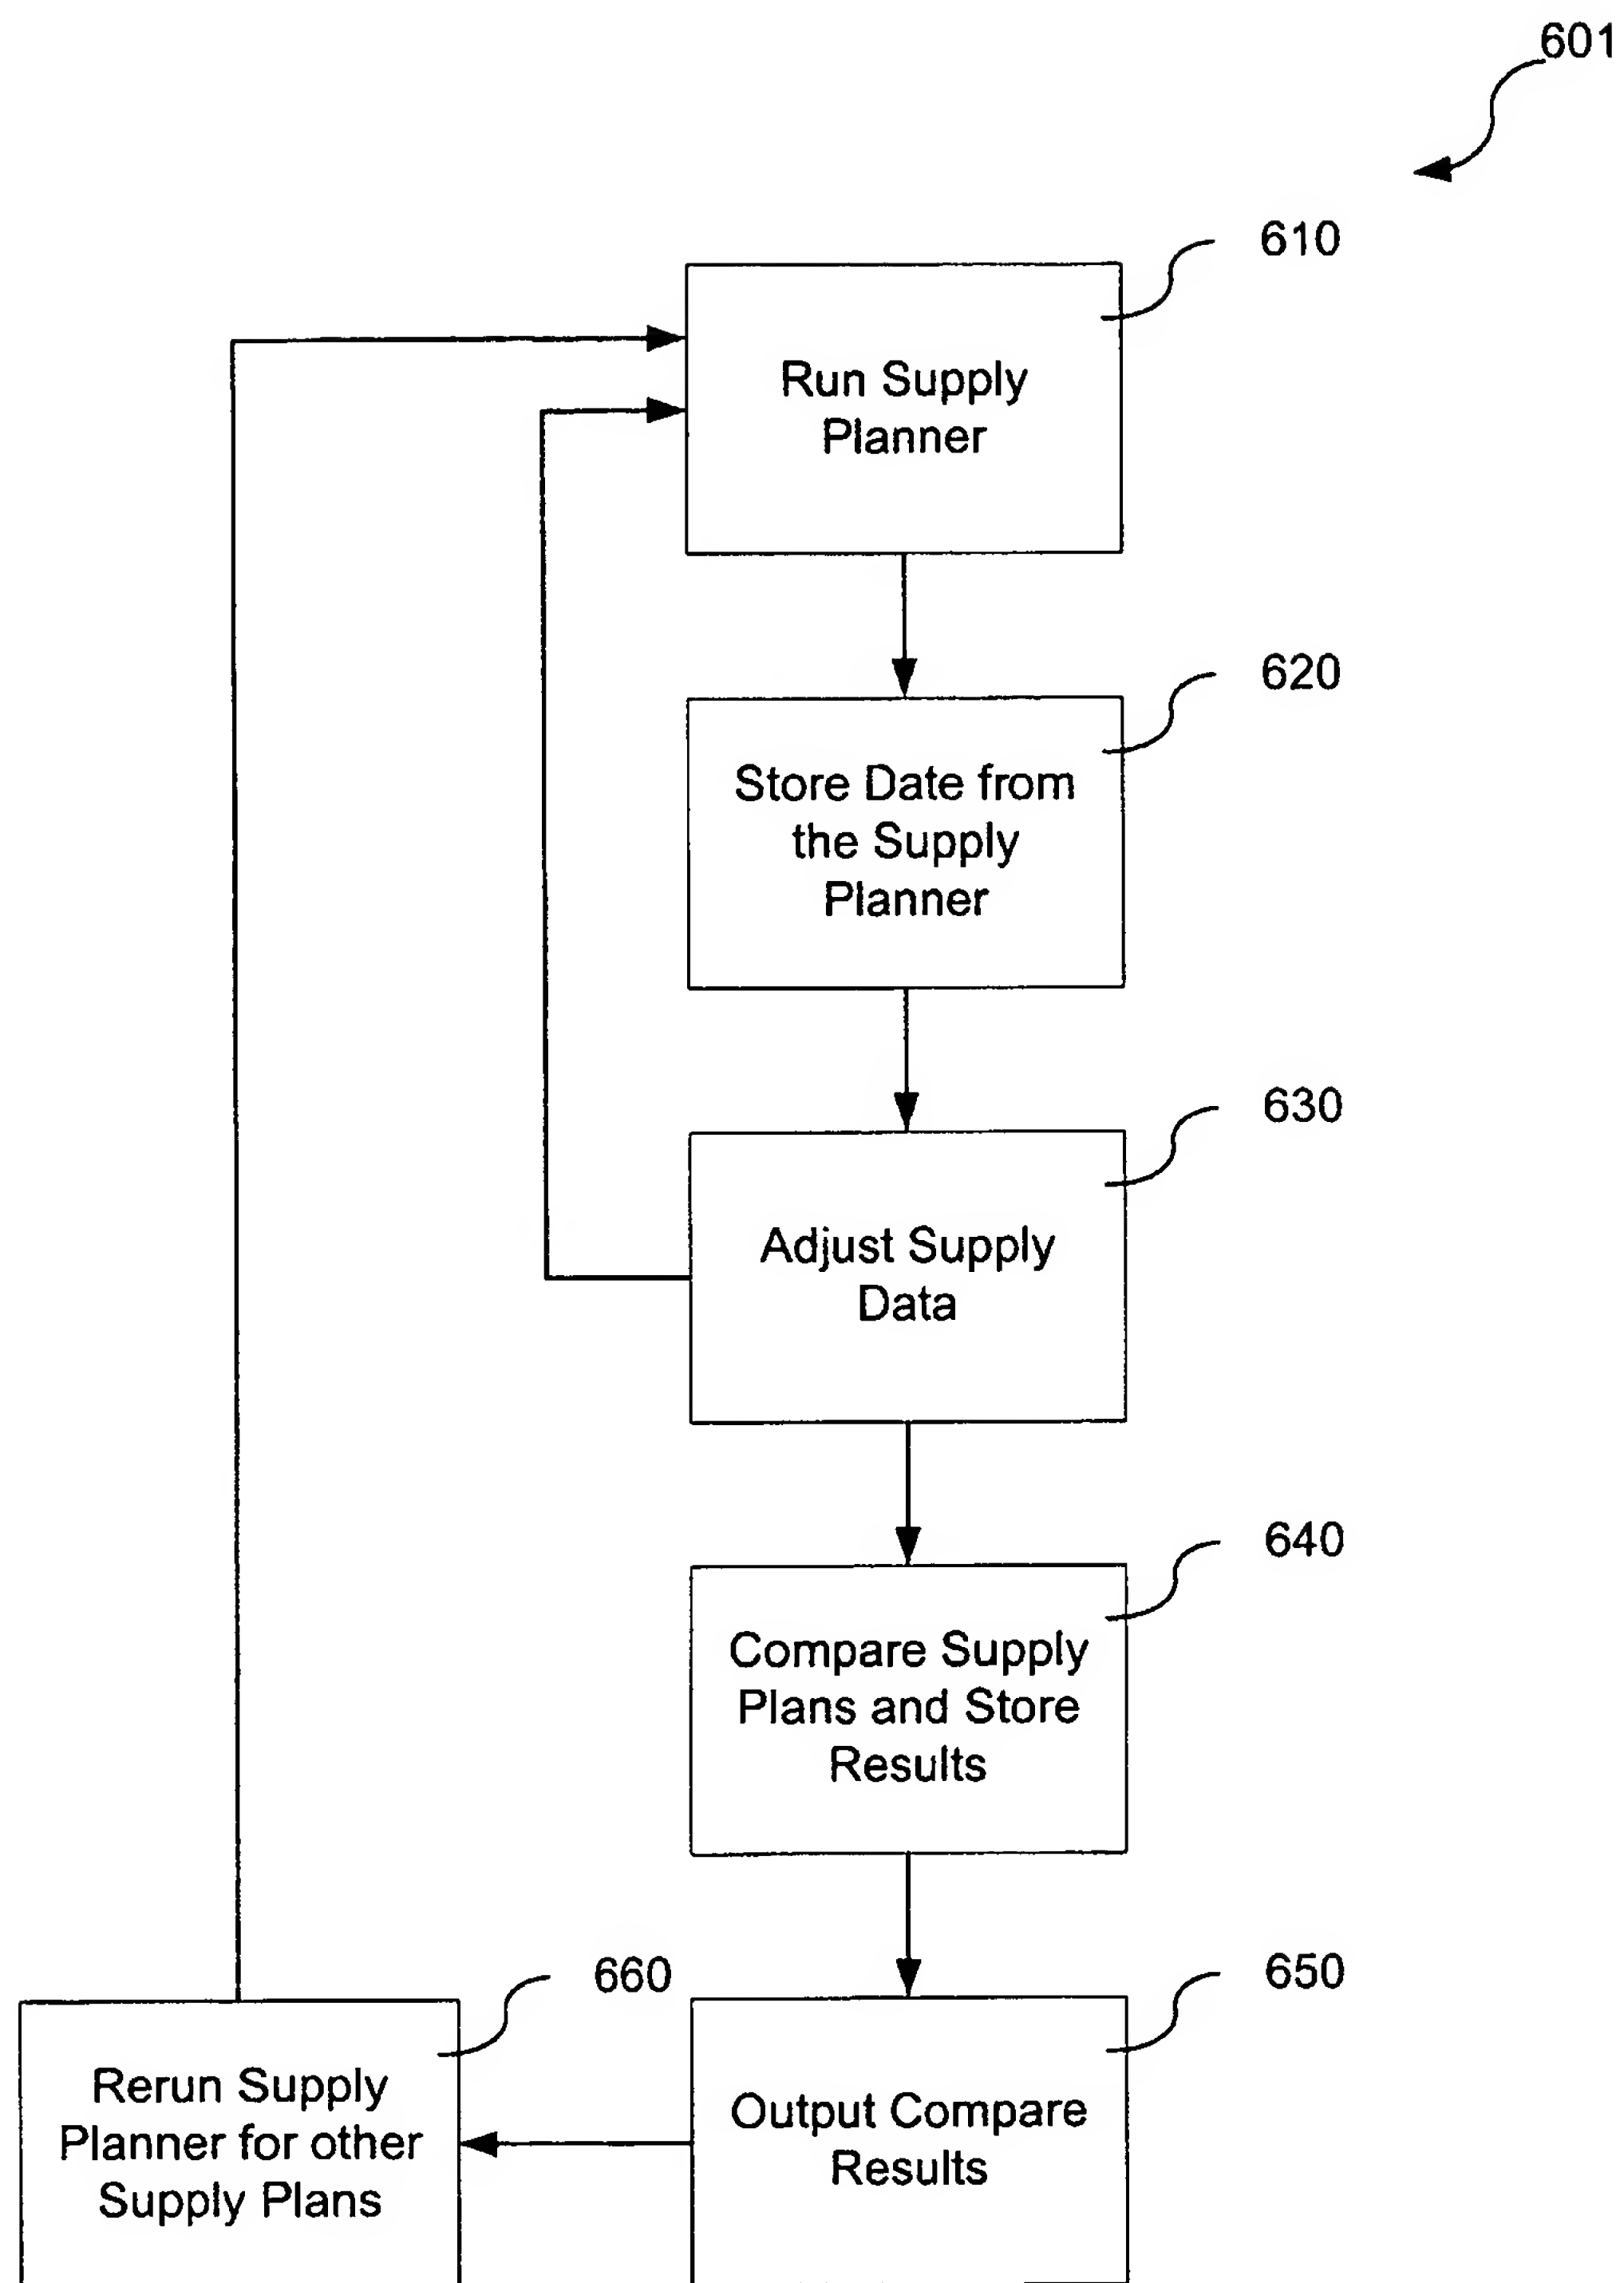 601
610
Run Supply
Planner
620
Store Date from
the Supply
Planner
630
Adjust Supply
Data
640
Compare Supply
Plans and Store
Results
660
650
Rerun Supply
Planner for other
Supply Plans
Output Compare
Results